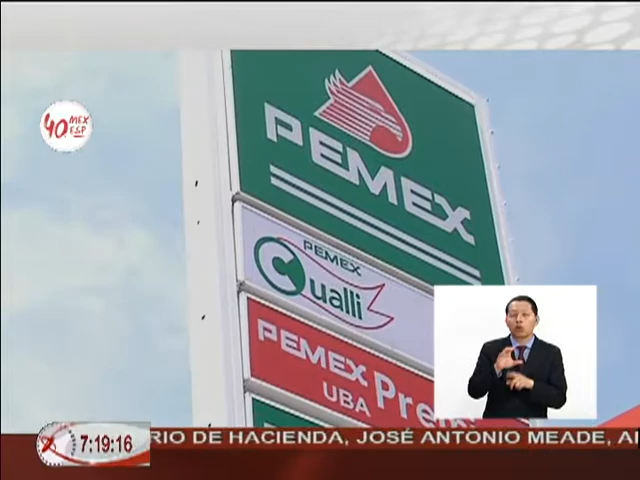 40 MEX
ESP
PEMEX
PEMEX
Cualli
PEMEX
UBA
7:19:16
RIO DE HACIENDA, JOSÉ ANTONIO MEADE,